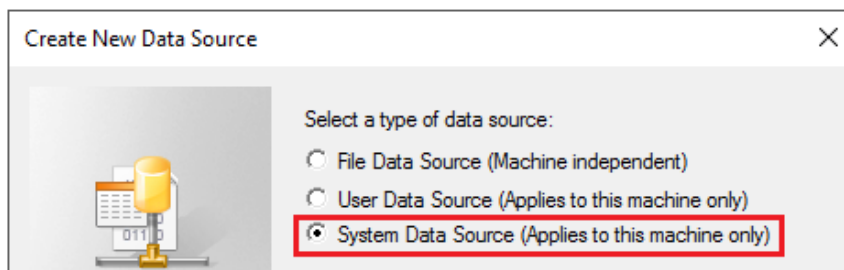 Create New Data Source
Select a type of data source:
File Data Source (Machine independent)
User Data Source (Applies to this machine only)
System Data Source (Applies to this machine only)